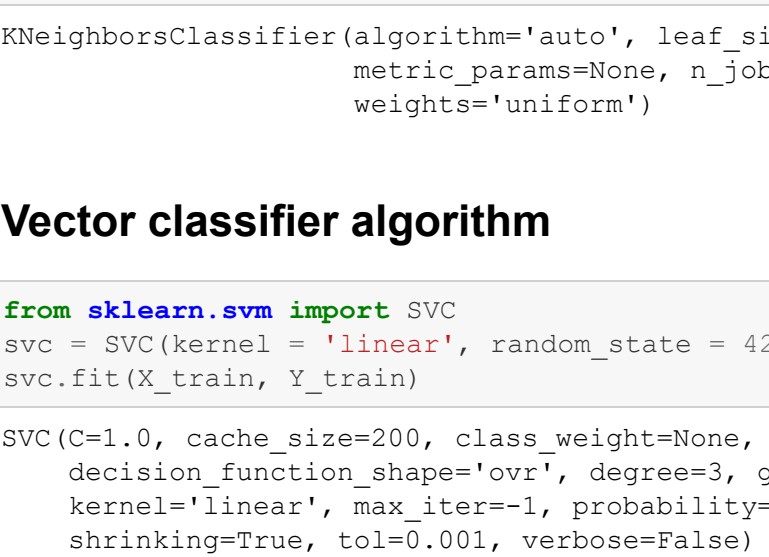 KNeighborsClassifier(algorithm='auto', leaf_si
metric_params=None, n_job
weights='uniform')
Vector classifier algorithm
from sklearn.svm import SVC
svc = SVC(kernel = 'linear', random_state = 42
svc.fit(X_train, Y_train)
SVC(C=1.0, cache_size=200, class_weight=None,
decision_function_shape='ovr', degree=3, g
kernel='linear', max_iter=-1, probability=
shrinking=True, tol=0.001, verbose=False)